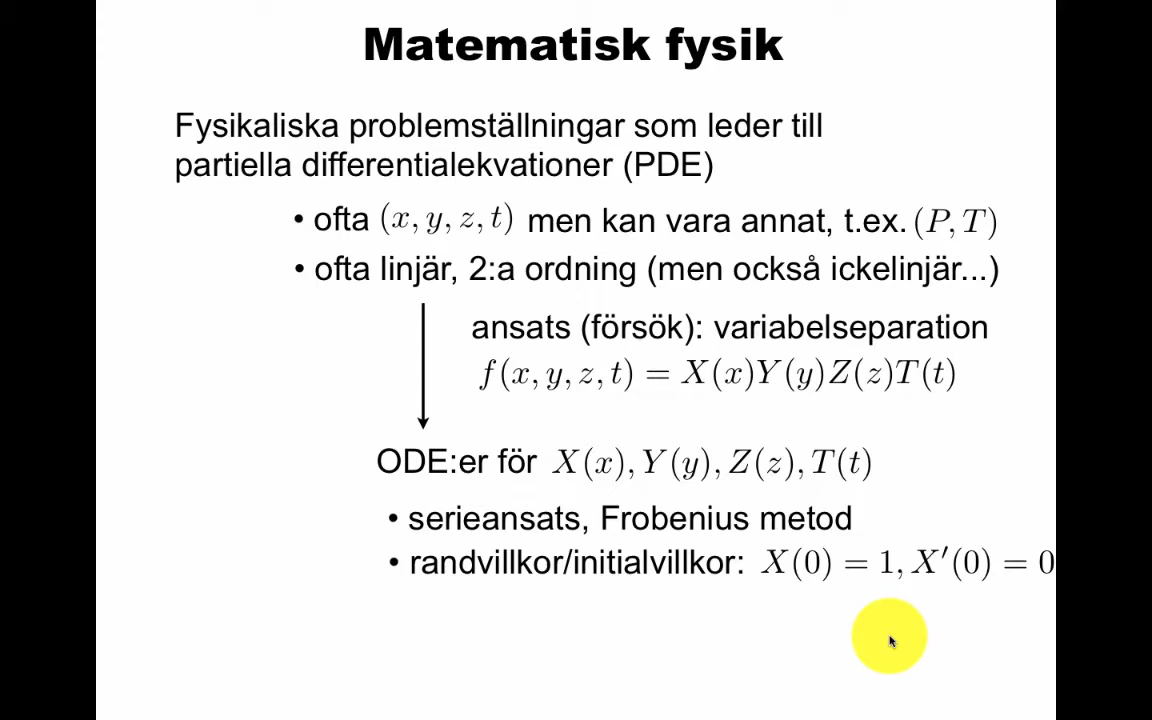 Matematisk fysik
Fysikaliska problemställningar som leder till
partiella differentialekvationer (PDE)
• ofta (x, y, z, t) men kan vara annat, t.ex. (P, T)
• ofta linjär, 2:a ordning (men också ickelinjär...)
ansats (försök): variabelseparation
f(x, y, z, t) = X(x)Y(y)Z(z)T(t)
ODE:er för X(x), Y(y), Z(z), T(t)
• serieansats, Frobenius metod
• randvillkor/initialvillkor: X(0) = 1, X′(0) = 0